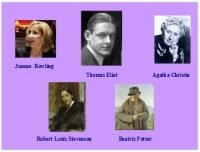 Joanne Rowling
Thomas Eliot
Agatha Christie
Robert Louis Stevenson
Beatrix Potter